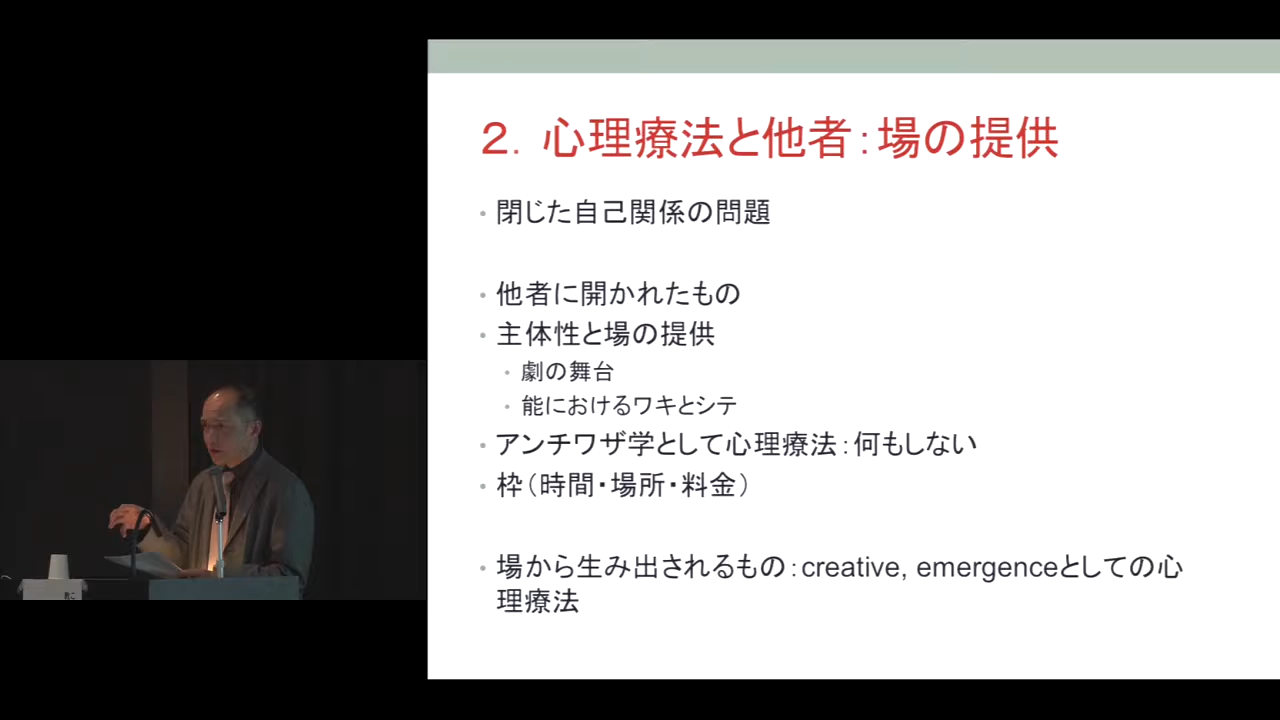 2. 心理療法と他者：場の提供
・閉じた自己関係の問題
・他者に開かれたもの
・主体性と場の提供
・劇の舞台
・能におけるワキとシテ
・アンチワザ学として心理療法：何もしない
・枠（時間・場所・料金）
・場から生み出されるもの：creative, emergenceとしての心
理療法